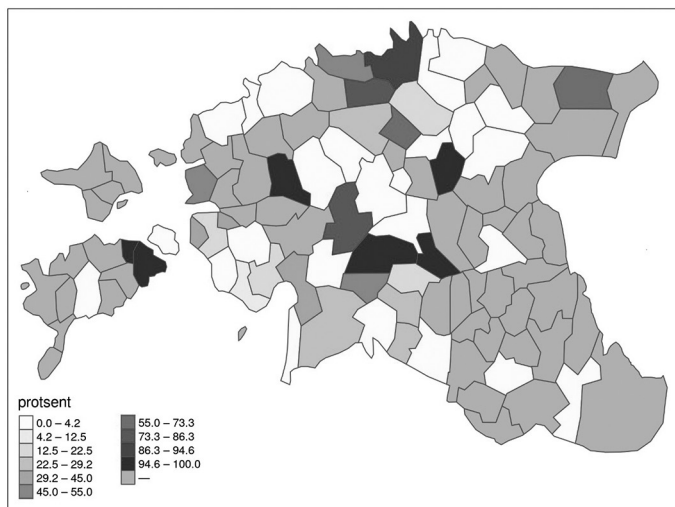 protsent
0.0 – 4.2
4.2 – 12.5
12.5 – 22.5
22.5 – 29.2
29.2 – 45.0
45.0 – 55.0
55.0 – 73.3
73.3 – 86.3
86.3 – 94.6
94.6 – 100.0
—